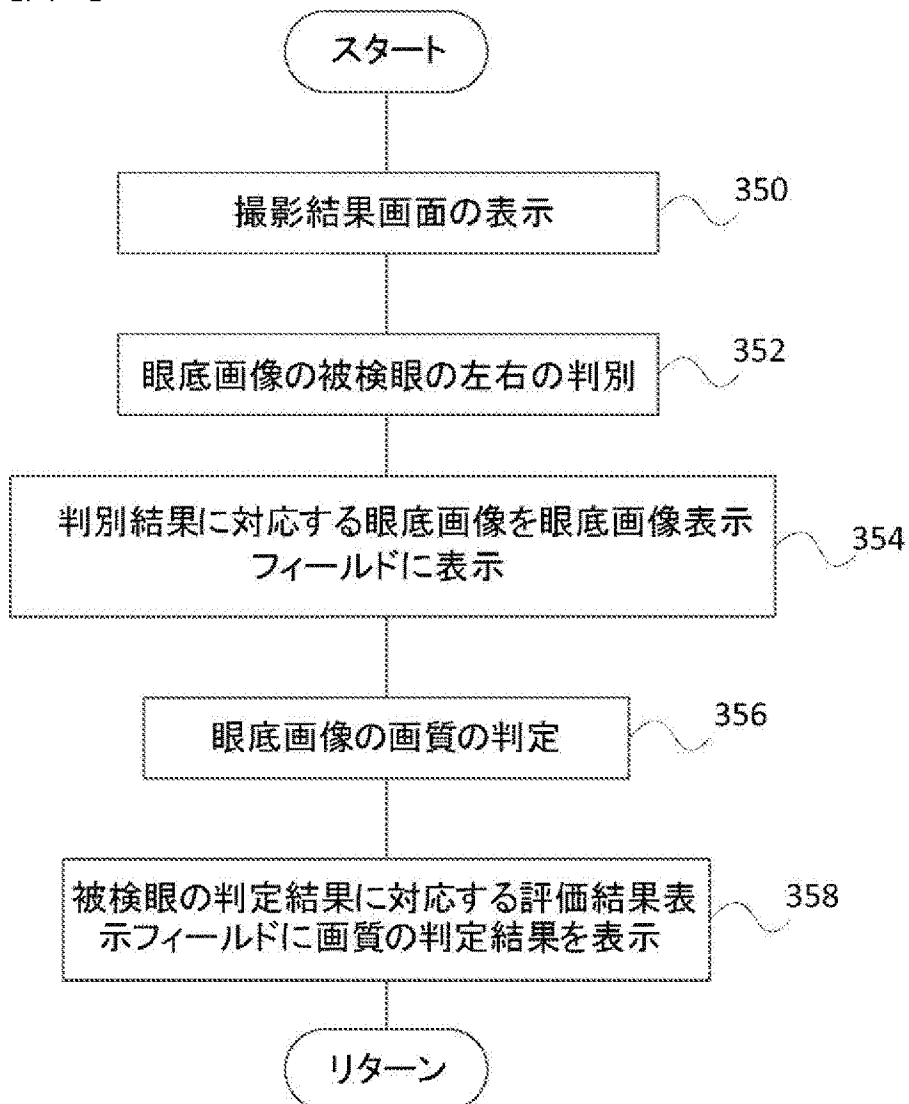 スタート
撮影結果画面の表示
350
眼底画像の被検眼の左右の判別
352
判別結果に対応する眼底画像を眼底画像表示
フィールドに表示
354
眼底画像の画質の判定
356
被検眼の判定結果に対応する評価結果表
示フィールドに画質の判定結果を表示
358
リターン